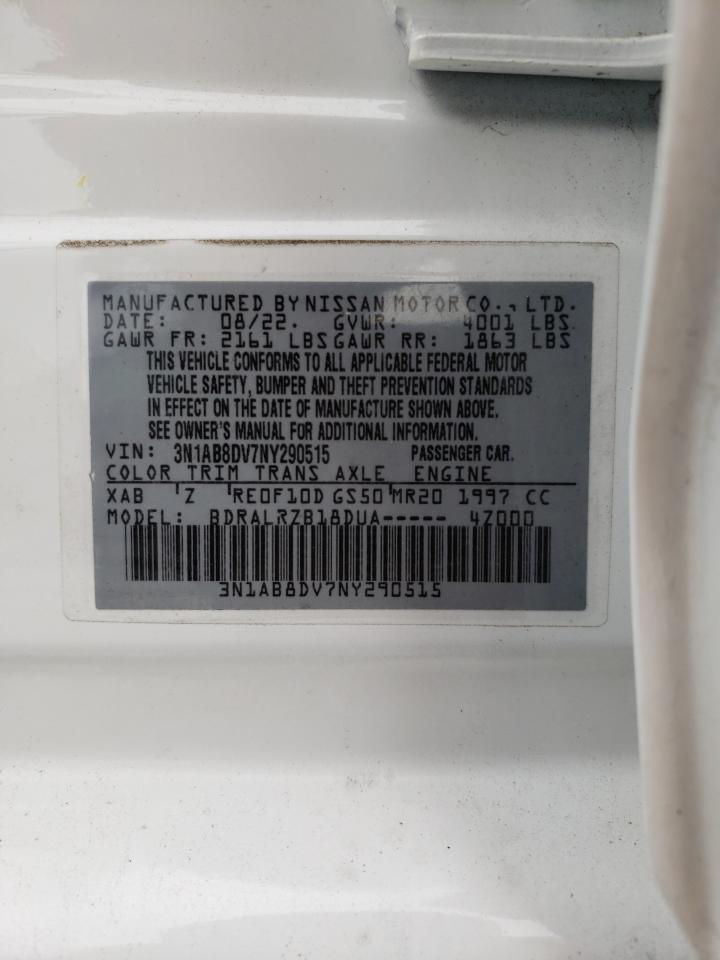 MANUFACTURED BY NISSAN MOTOR CO., LTD.
DATE: 08/22. GVWR: 4001 LBS
GAWR FR: 2161 LBS GAWR RR: 1863 LBS
THIS VEHICLE CONFORMS TO ALL APPLICABLE FEDERAL MOTOR
VEHICLE SAFETY, BUMPER AND THEFT PREVENTION STANDARDS
IN EFFECT ON THE DATE OF MANUFACTURE SHOWN ABOVE.
SEE OWNER'S MANUAL FOR ADDITIONAL INFORMATION.
VIN: 3N1AB8DV7NY290515 PASSENGER CAR.
COLOR TRIM TRANS AXLE ENGINE
XAB 'Z 'RE0F10D GS50'MR20 1997 CC
MODEL: BDRALRZB18DUA----- 4Z000
3N1AB8DV7NY290515